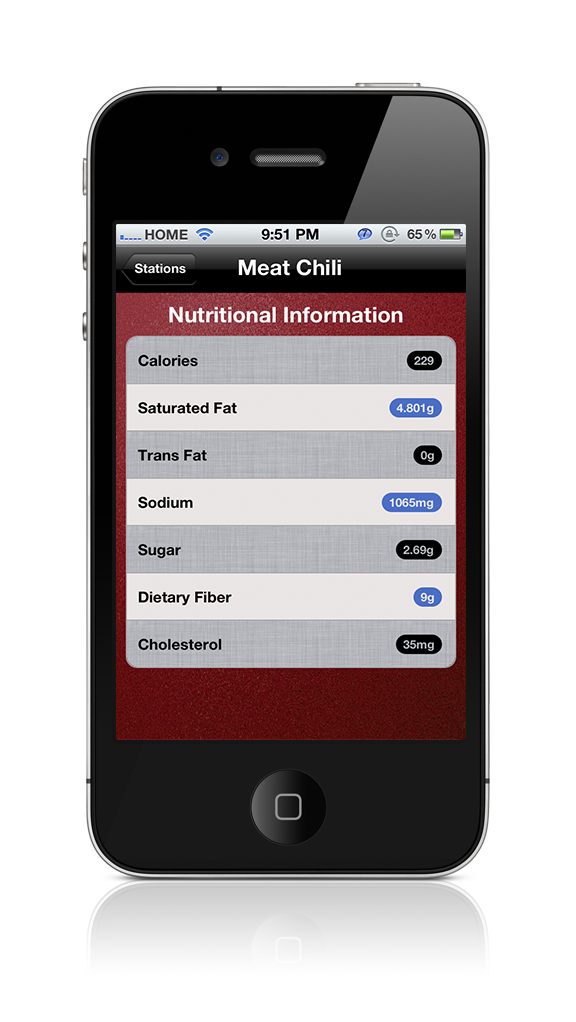 HOME 9:51 PM 65%
Stations Meat Chili
Nutritional Information
Calories 229
Saturated Fat 4.801g
Trans Fat 0g
Sodium 1065mg
Sugar 2.69g
Dietary Fiber 9g
Cholesterol 35mg